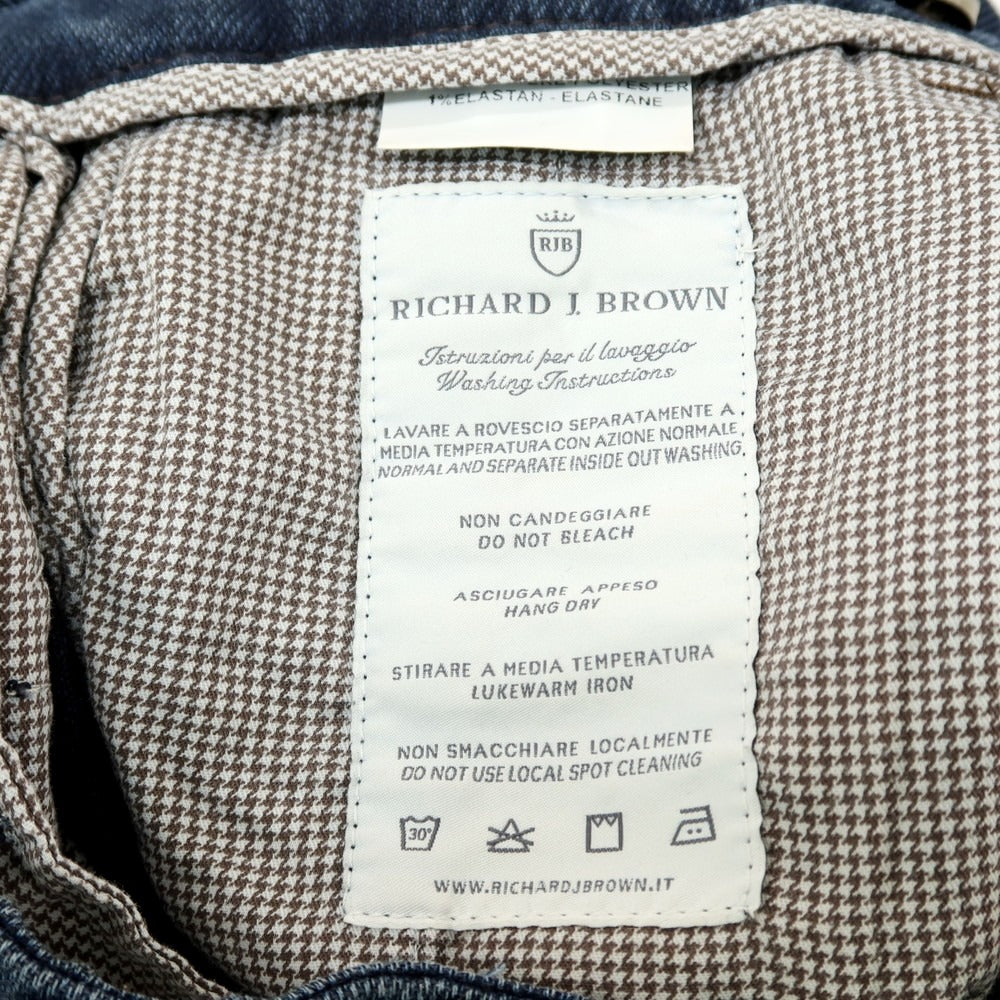 1% ELASTAN - ELASTANE
RJB
RICHARD J. BROWN
Istruzioni per il lavaggio
Washing Instructions
LAVARE A ROVESCIO SEPARATAMENTE A
MEDIA TEMPERATURA CON AZIONE NORMALE
NORMAL AND SEPARATE INSIDE OUT WASHING
NON CANDEGGIARE
DO NOT BLEACH
ASCIUGARE APPESO
HANG DRY
STIRARE A MEDIA TEMPERATURA
LUKEWARM IRON
NON SMACCHIARE LOCALMENTE
DO NOT USE LOCAL SPOT CLEANING
30°
WWW.RICHARDJBROWN.IT